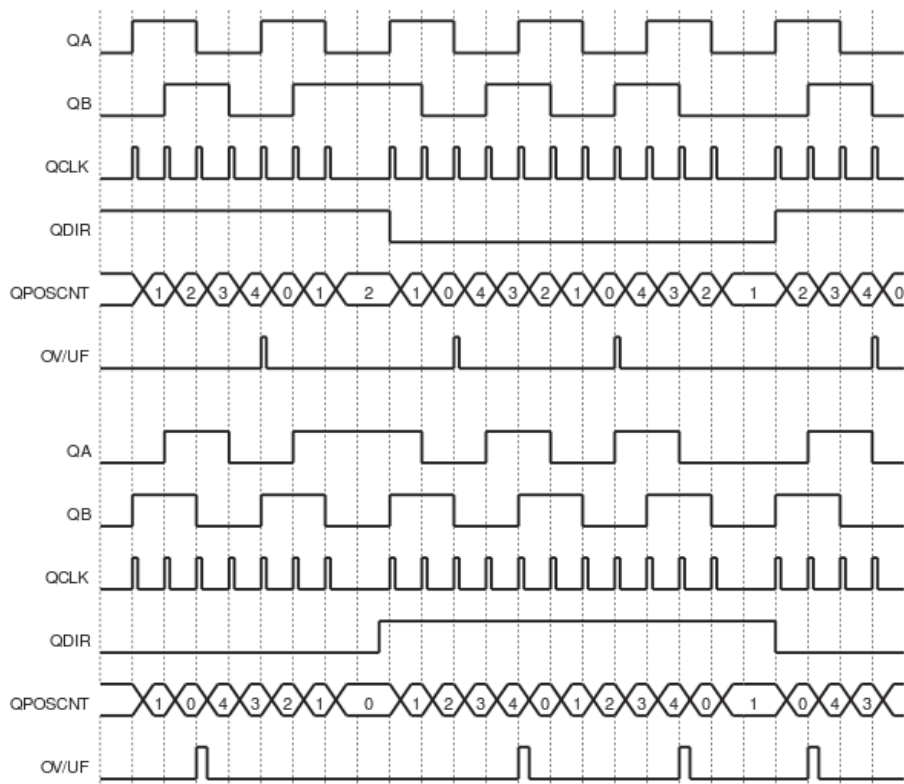 QA
QB
QCLK
QDIR
QPOSCNT 1 2 3 4 0 1 2 1 0 4 3 2 1 0 4 3 2 1 2 3 4 0
OV/UF
QA
QB
QCLK
QDIR
QPOSCNT 1 0 4 3 2 1 0 1 2 3 4 0 1 2 3 4 0 1 0 4 3
OV/UF